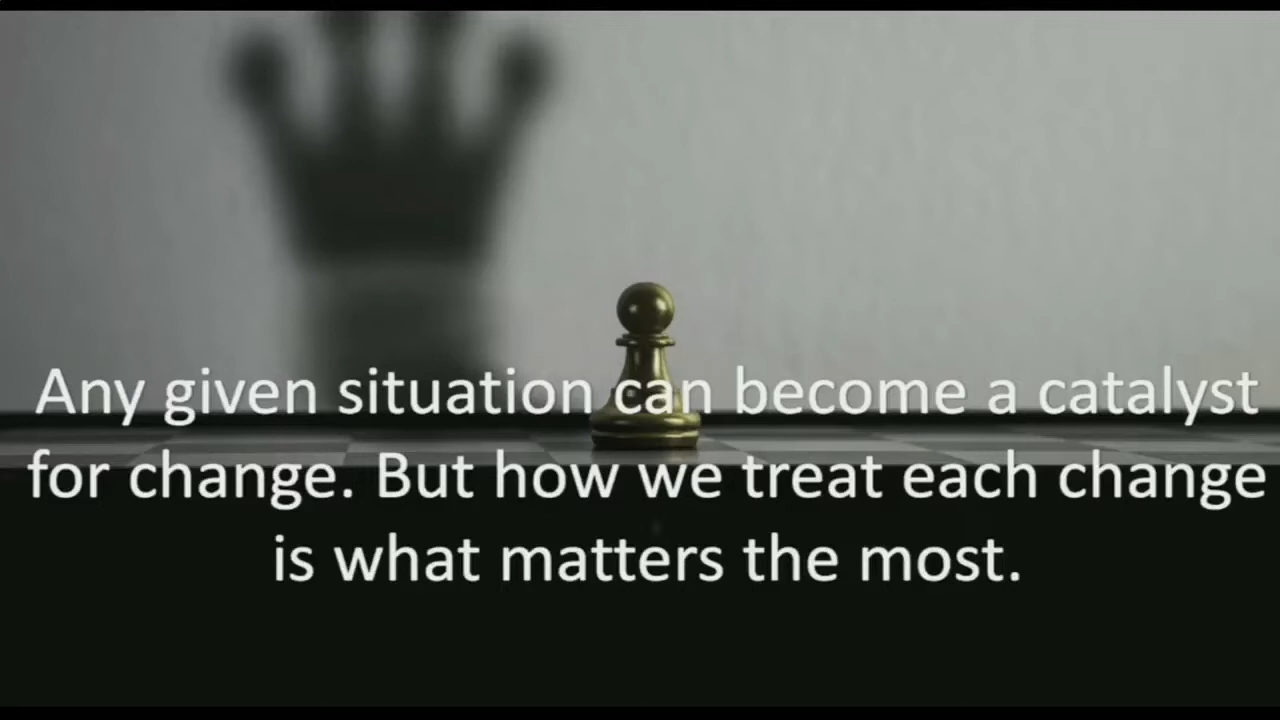 Any given situation can become a catalyst
for change. But how we treat each change
is what matters the most.